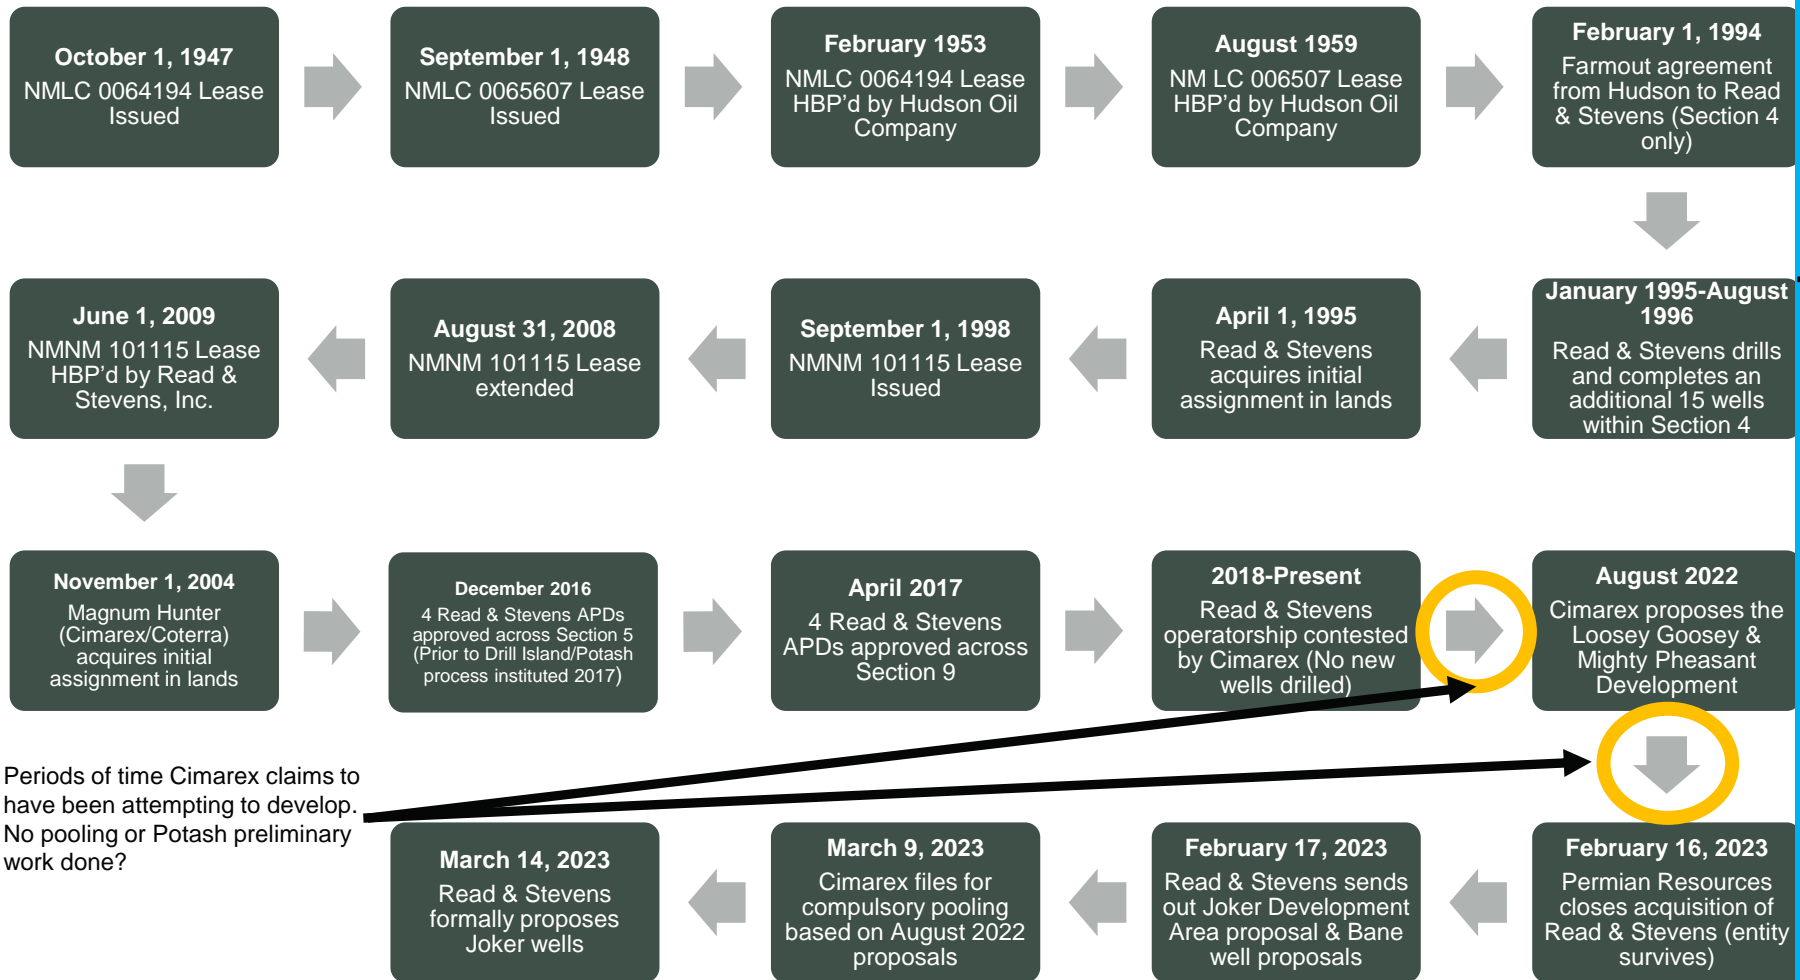 October 1, 1947
NMLC 0064194 Lease
Issued
September 1, 1948
NMLC 0065607 Lease
Issued
February 1953
NMLC 0064194 Lease
HBP'd by Hudson Oil
Company
August 1959
NM LC 006507 Lease
HBP'd by Hudson Oil
Company
February 1, 1994
Farmout agreement
from Hudson to Read
& Stevens (Section 4
only)
January 1995-August
1996
Read & Stevens drills
and completes an
additional 15 wells
within Section 4
April 1, 1995
Read & Stevens
acquires initial
assignment in lands
September 1, 1998
NMNM 101115 Lease
Issued
August 31, 2008
NMNM 101115 Lease
extended
June 1, 2009
NMNM 101115 Lease
HBP'd by Read &
Stevens, Inc.
November 1, 2004
Magnum Hunter
(Cimarex/Coterra)
acquires initial
assignment in lands
December 2016
4 Read & Stevens APDs
approved across Section 5
(Prior to Drill Island/Potash
process instituted 2017)
April 2017
4 Read & Stevens
APDs approved across
Section 9
2018-Present
Read & Stevens
operatorship contested
by Cimarex (No new
wells drilled)
August 2022
Cimarex proposes the
Loosey Goosey &
Mighty Pheasant
Development
February 16, 2023
Permian Resources
closes acquisition of
Read & Stevens (entity
survives)
February 17, 2023
Read & Stevens sends
out Joker Development
Area proposal & Bane
well proposals
March 9, 2023
Cimarex files for
compulsory pooling
based on August 2022
proposals
March 14, 2023
Read & Stevens
formally proposes
Joker wells
Periods of time Cimarex claims to
have been attempting to develop.
No pooling or Potash preliminary
work done?